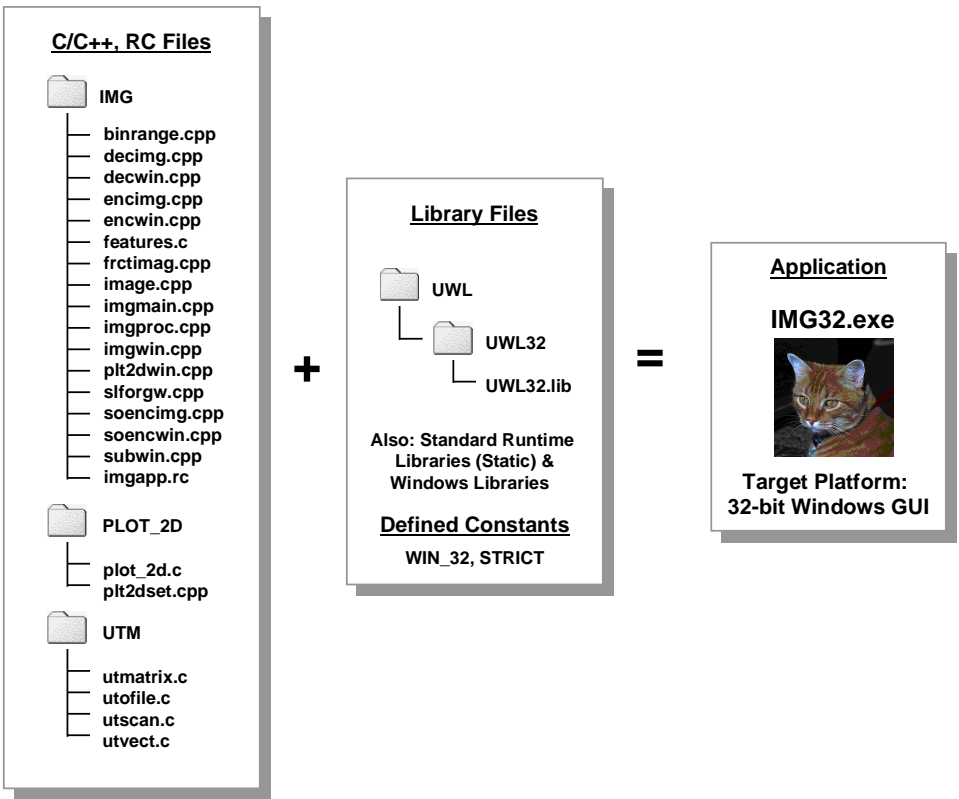 C/C++, RC Files
IMG
binrange.cpp
decimg.cpp
decwin.cpp
encimg.cpp
encwin.cpp
features.c
frctimag.cpp
image.cpp
imgmain.cpp
imgproc.cpp
imgwin.cpp
plt2dwin.cpp
slforgw.cpp
soencimg.cpp
soencwin.cpp
subwin.cpp
imgapp.rc
PLOT_2D
plot_2d.c
plt2dset.cpp
UTM
utmatrix.c
utofile.c
utscan.c
utvect.c
+
Library Files
UWL
UWL32
UWL32.lib
Also: Standard Runtime
Libraries (Static) &
Windows Libraries
Defined Constants
WIN_32, STRICT
=
Application
IMG32.exe
Target Platform:
32-bit Windows GUI